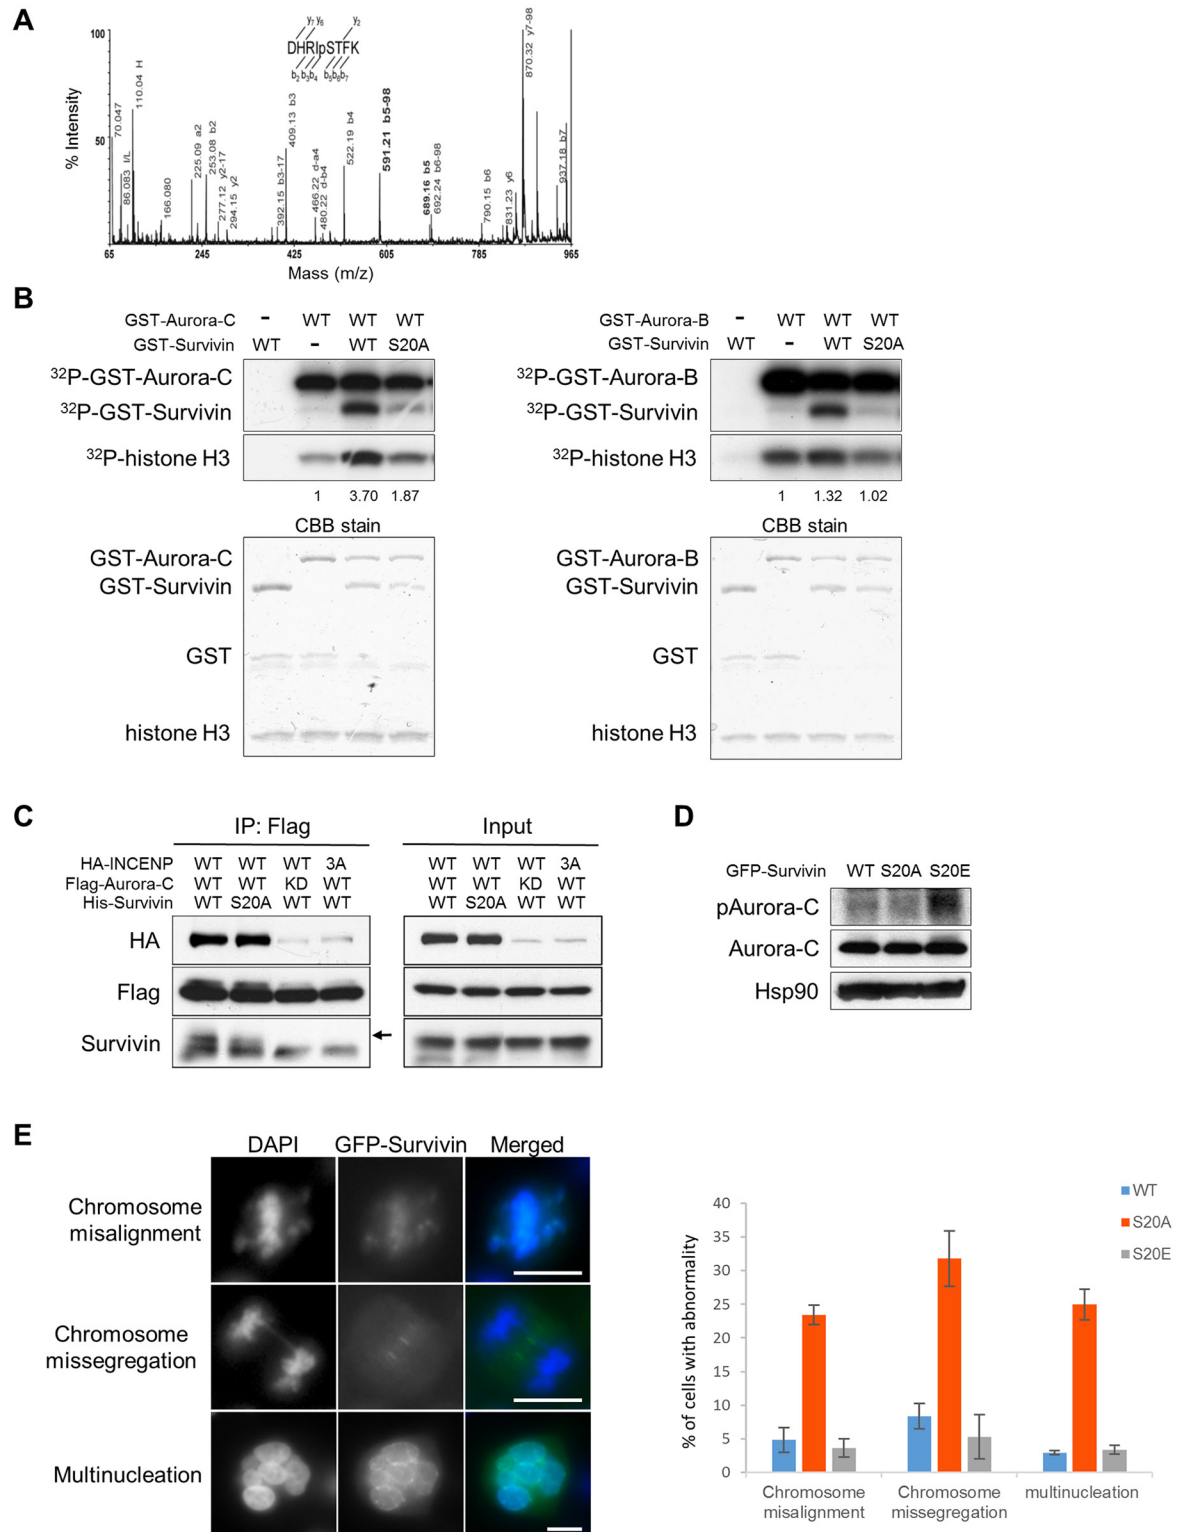 A
100
50
% Intensity
y₇ y₆ y₂
DHRIpSTFK
b₂ b₃b₄ b₅b₆b₇
70.047
86.083 I/L
110.04 H
166.080
225.09 a2
253.08 b2
277.12 y2-17
294.15 y2
392.15 b3-17
409.13 b3
466.22 d-a4
480.22 d-b4
522.19 b4
591.21 b5-98
689.16 b5
692.24 b6-98
790.15 b6
831.23 y6
870.32 y7-98
937.18 b7
65 245 425 605 785 965
Mass (m/z)
B
GST-Aurora-C - WT WT WT
GST-Survivin WT - WT S20A
³²P-GST-Aurora-C
³²P-GST-Survivin
³²P-histone H3
1 3.70 1.87
CBB stain
GST-Aurora-C
GST-Survivin
GST
histone H3
GST-Aurora-B - WT WT WT
GST-Survivin WT - WT S20A
³²P-GST-Aurora-B
³²P-GST-Survivin
³²P-histone H3
1 1.32 1.02
CBB stain
GST-Aurora-B
GST-Survivin
GST
histone H3
C
IP: Flag Input
HA-INCENP WT WT WT 3A WT WT WT 3A
Flag-Aurora-C WT WT KD WT WT WT KD WT
His-Survivin WT S20A WT WT WT S20A WT WT
HA
Flag
Survivin
D
GFP-Survivin WT S20A S20E
pAurora-C
Aurora-C
Hsp90
E
DAPI GFP-Survivin Merged
Chromosome
misalignment
Chromosome
missegregation
Multinucleation
% of cells with abnormality
40
35
30
25
20
15
10
5
0
WT
S20A
S20E
Chromosome
misalignment
Chromosome
missegregation
multinucleation